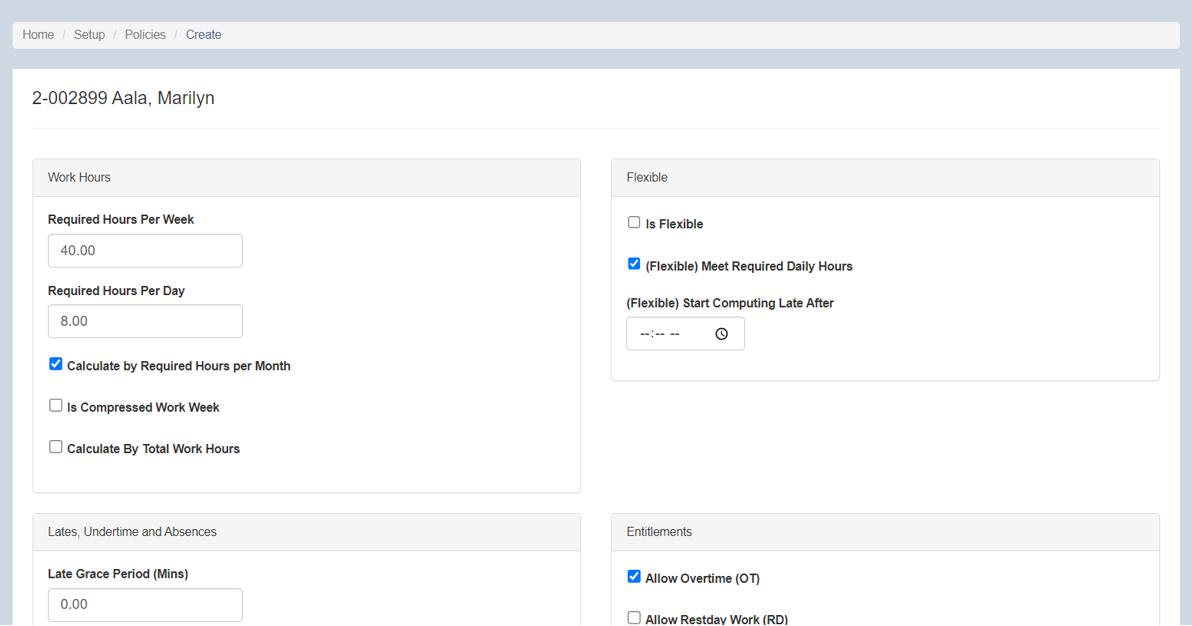 Home / Setup / Policies / Create
2-002899 Aala, Marilyn
Work Hours
Required Hours Per Week
40.00
Required Hours Per Day
8.00
Calculate by Required Hours per Month
Is Compressed Work Week
Calculate By Total Work Hours
Flexible
Is Flexible
(Flexible) Meet Required Daily Hours
(Flexible) Start Computing Late After
--:-- --
Lates, Undertime and Absences
Late Grace Period (Mins)
0.00
Entitlements
Allow Overtime (OT)
Allow Restday Work (RD)